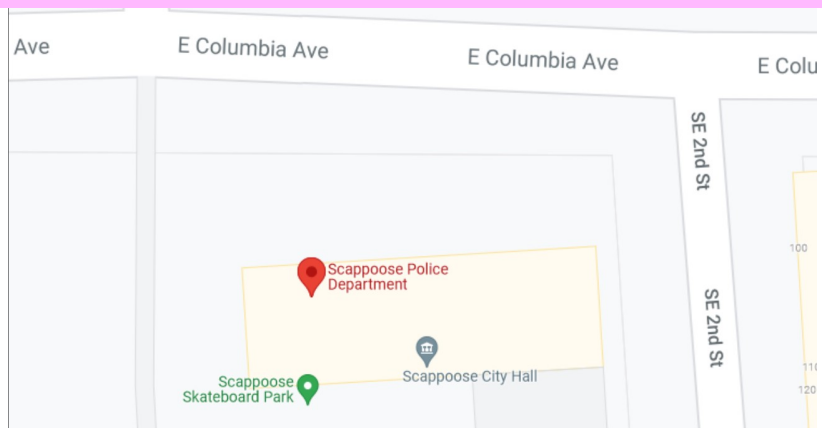 Ave
E Columbia Ave
E Columbia Ave
E Colu
SE 2nd St
100
Scappoose Police
Department
SE 2nd St
Scappoose City Hall
110
120
Scappoose
Skateboard Park